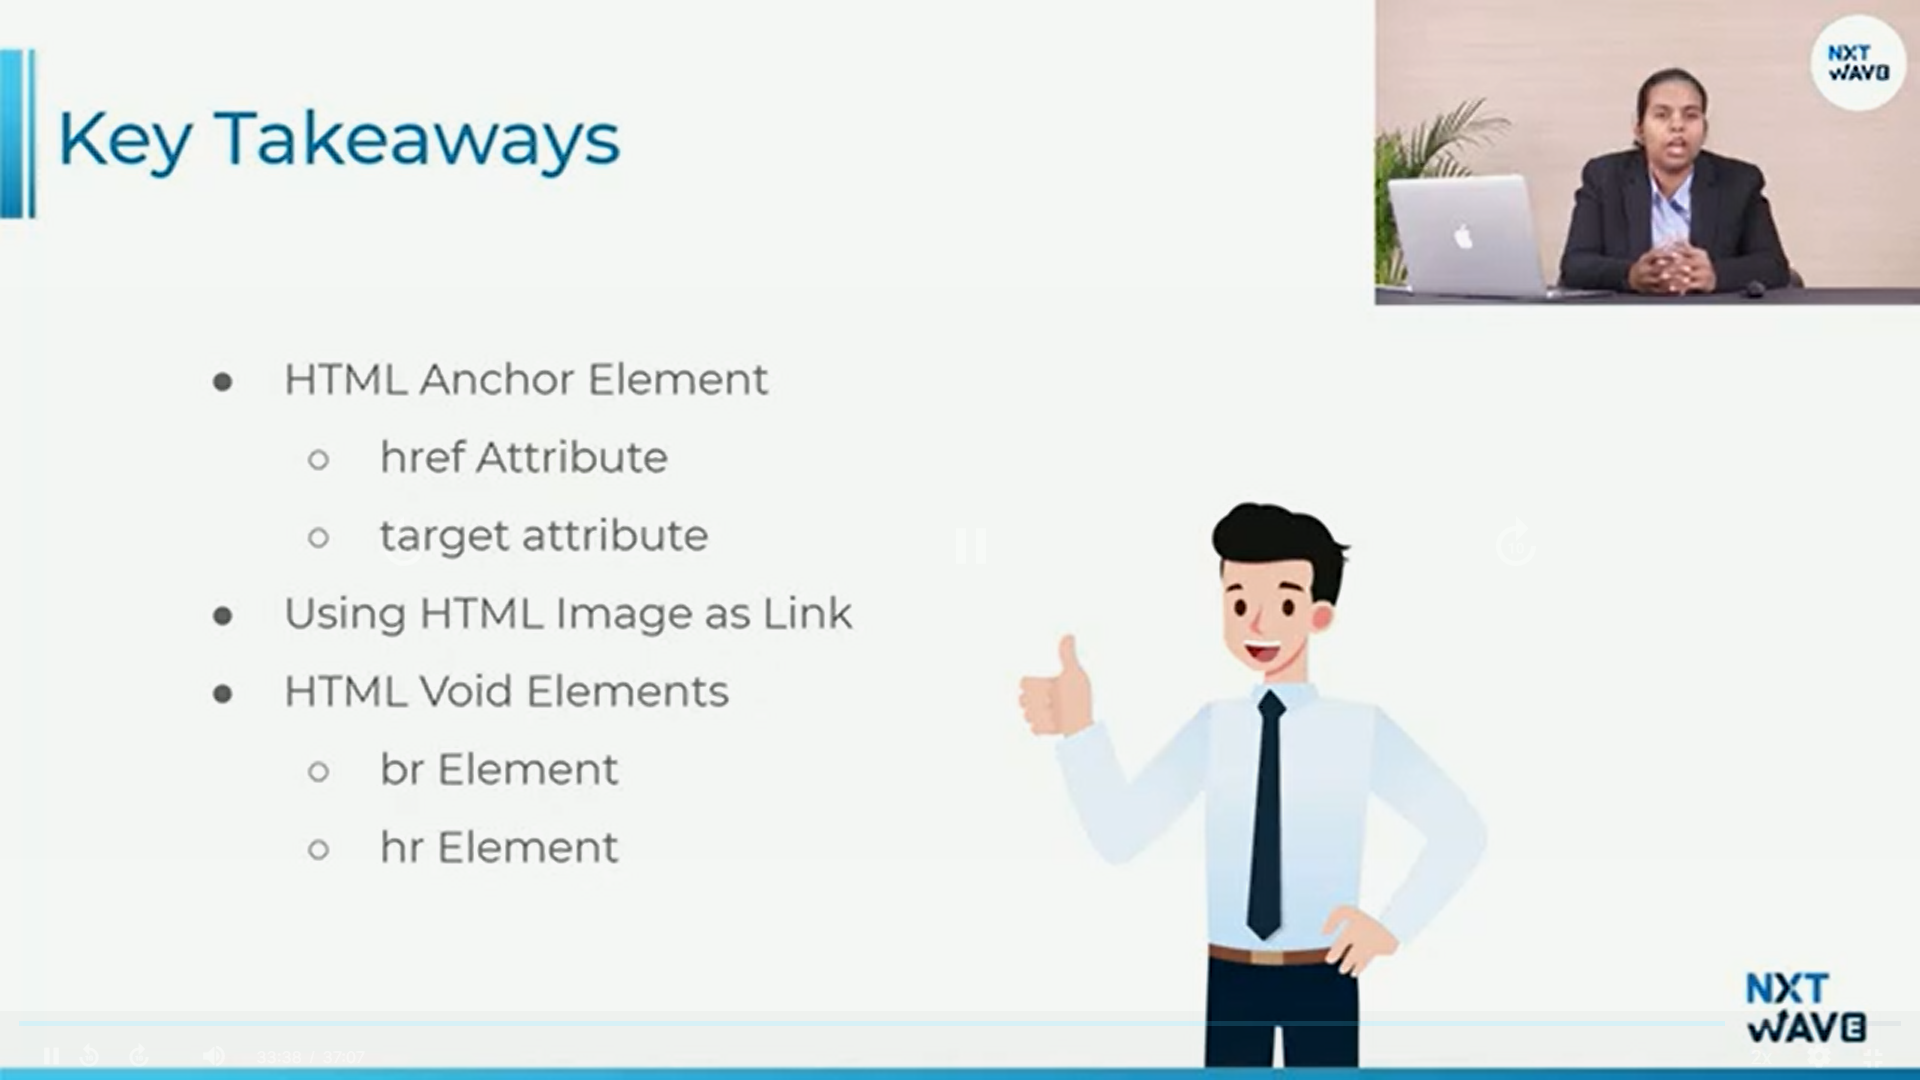 Key Takeaways
NXT
WAVE
HTML Anchor Element
href Attribute
target attribute
Using HTML Image as Link
HTML Void Elements
br Element
hr Element
NXT
WAVE
33:38 / 37:07